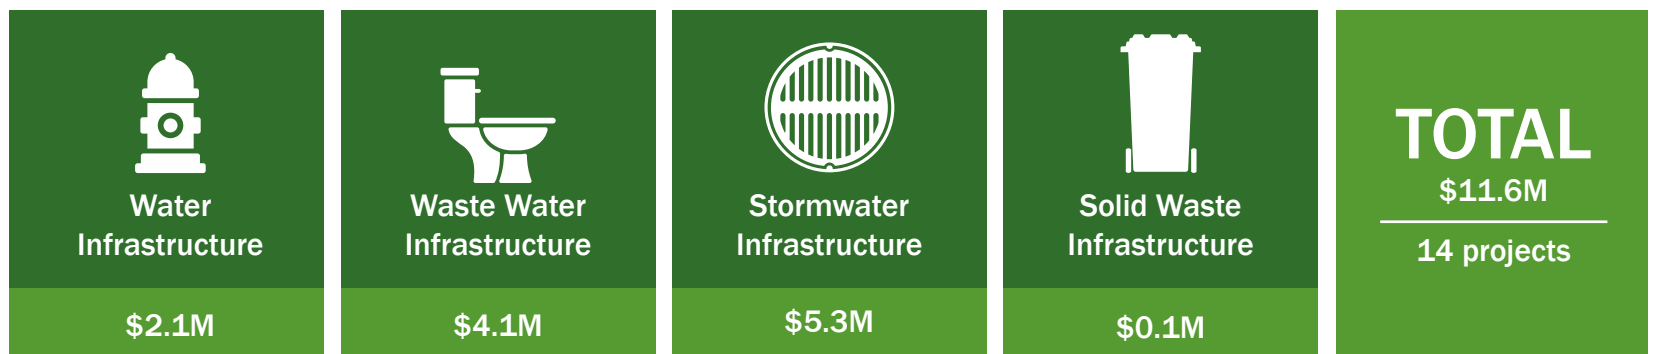 Water
Infrastructure
$2.1M
Waste Water
Infrastructure
$4.1M
Stormwater
Infrastructure
$5.3M
Solid Waste
Infrastructure
$0.1M
TOTAL
$11.6M
14 projects